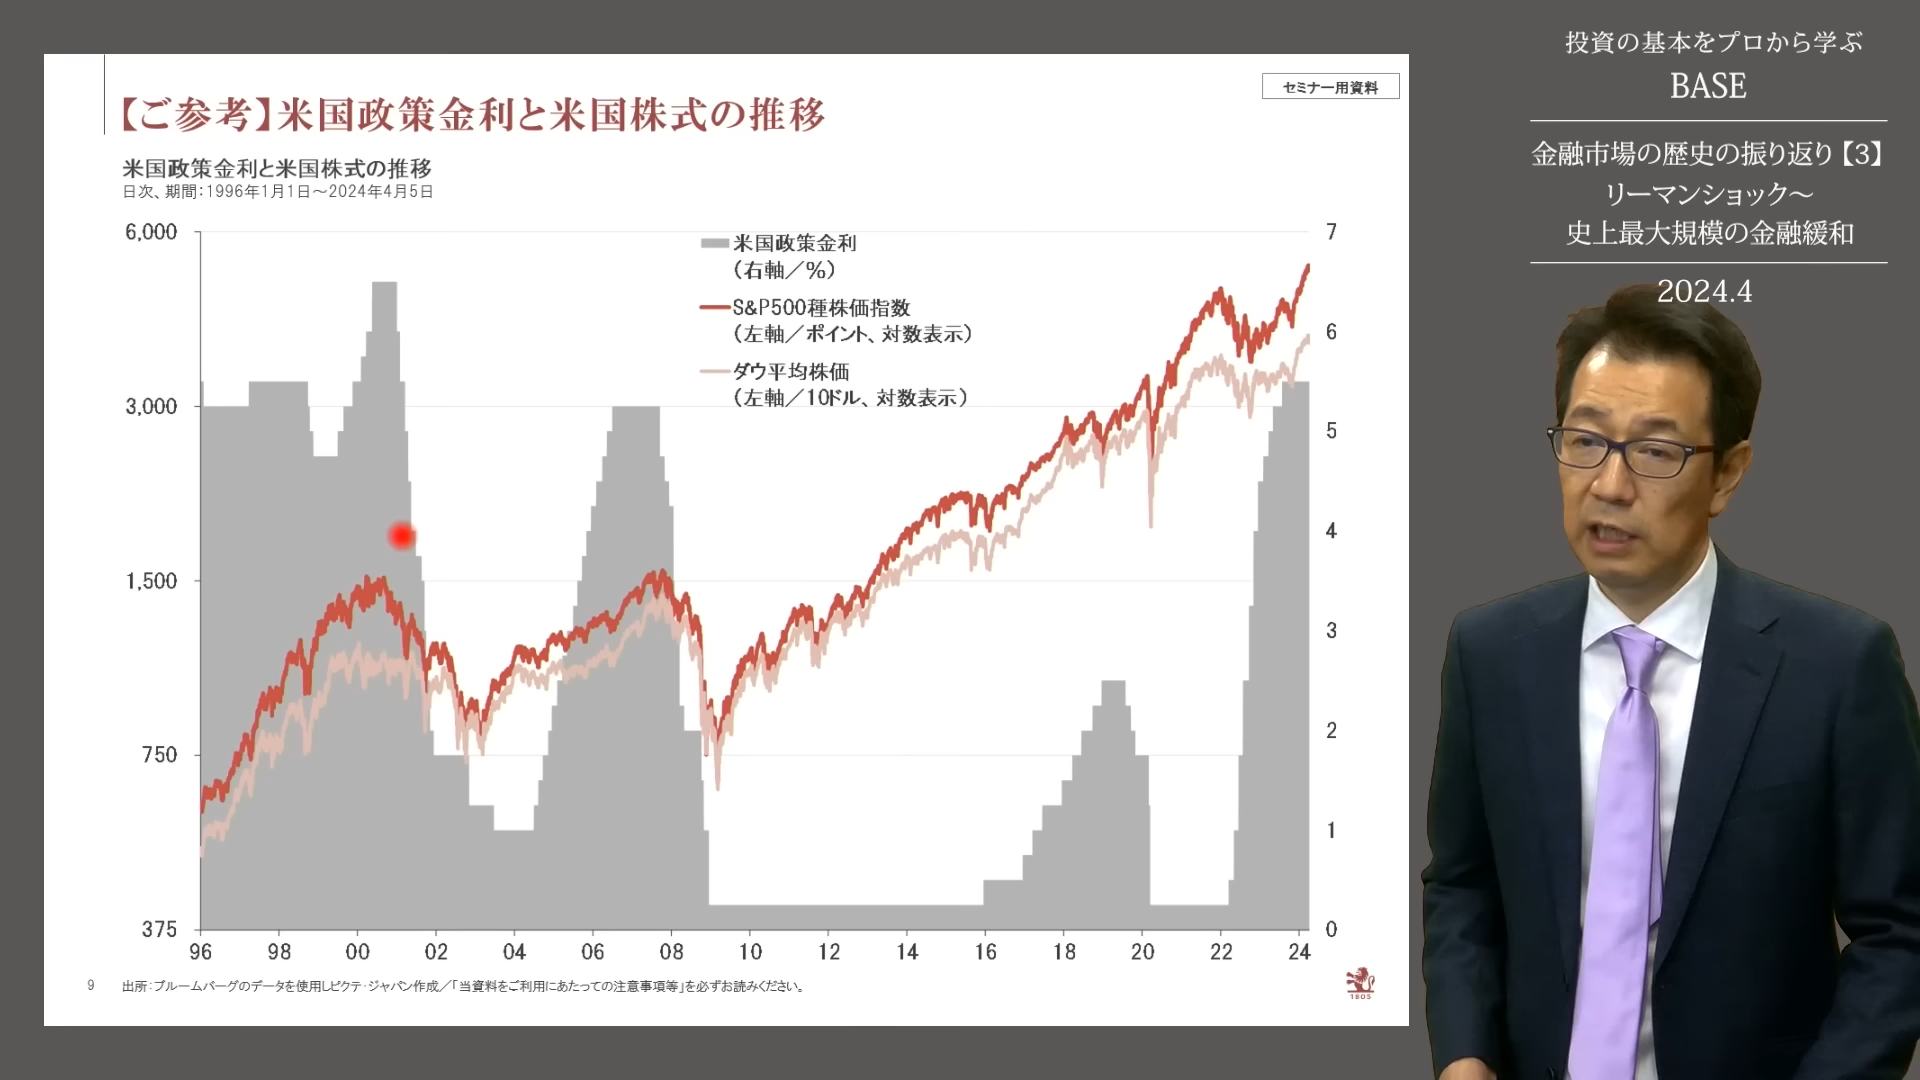 セミナー用資料
【ご参考】米国政策金利と米国株式の推移
米国政策金利と米国株式の推移
日次、期間：1996年1月1日～2024年4月5日
6,000
3,000
1,500
750
375
米国政策金利
（右軸／％）
S&P500種株価指数
（左軸／ポイント、対数表示）
ダウ平均株価
（左軸／10ドル、対数表示）
7
6
5
4
3
2
1
0
96 98 00 02 04 06 08 10 12 14 16 18 20 22 24
9
出所：ブルームバーグのデータを使用しピクテ・ジャパン作成／「当資料をご利用にあたっての注意事項等」を必ずお読みください。
1805
投資の基本をプロから学ぶ
BASE
金融市場の歴史の振り返り【3】
リーマンショック～
史上最大規模の金融緩和
2024.4